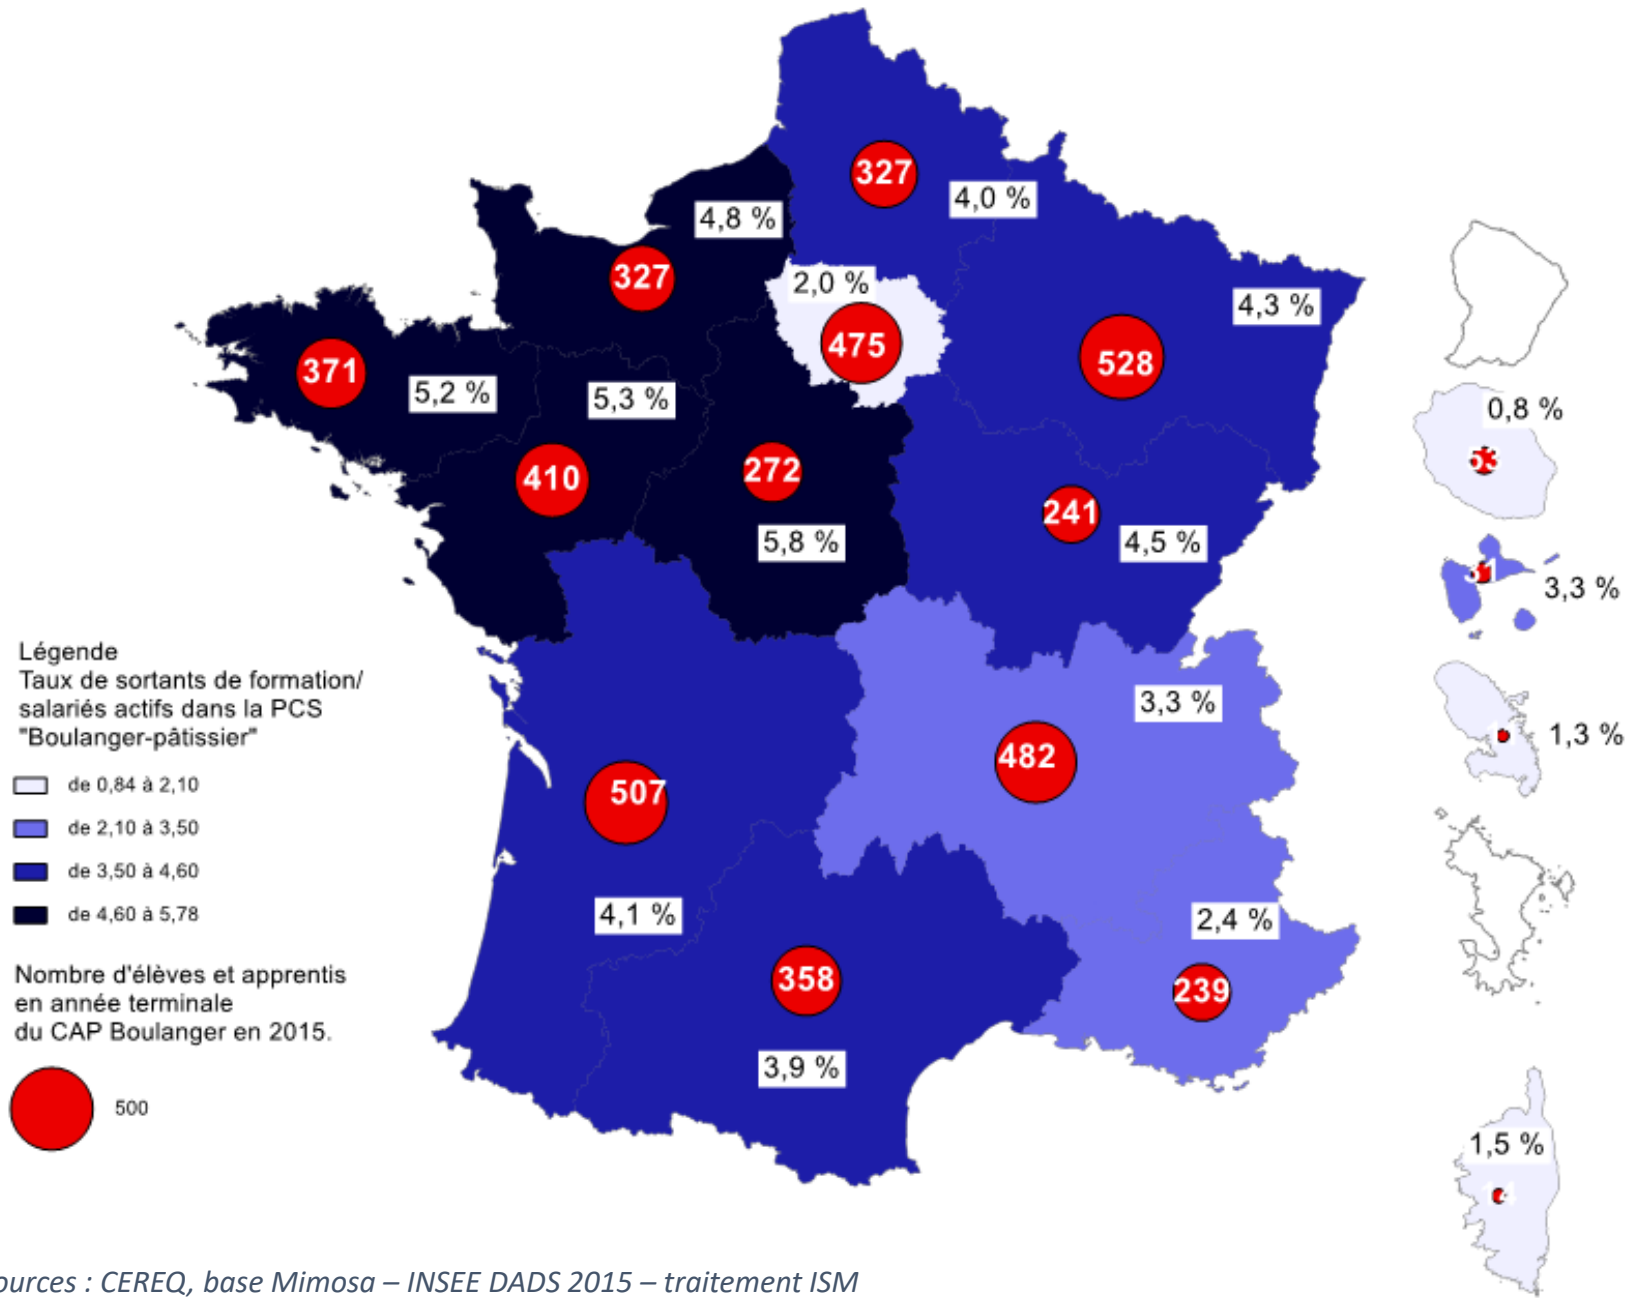 327
4,0 %
4,8 %
327
2,0 %
475
4,3 %
528
371
5,2 %
5,3 %
410
272
5,8 %
241
4,5 %
0,8 %
3,3 %
1,3 %
Légende
Taux de sortants de formation/
salariés actifs dans la PCS
"Boulanger-pâtissier"
de 0,84 à 2,10
de 2,10 à 3,50
de 3,50 à 4,60
de 4,60 à 5,78
Nombre d'élèves et apprentis
en année terminale
du CAP Boulanger en 2015.
500
3,3 %
482
507
4,1 %
2,4 %
239
358
3,9 %
1,5 %
ources : CEREQ, base Mimosa – INSEE DADS 2015 – traitement ISM